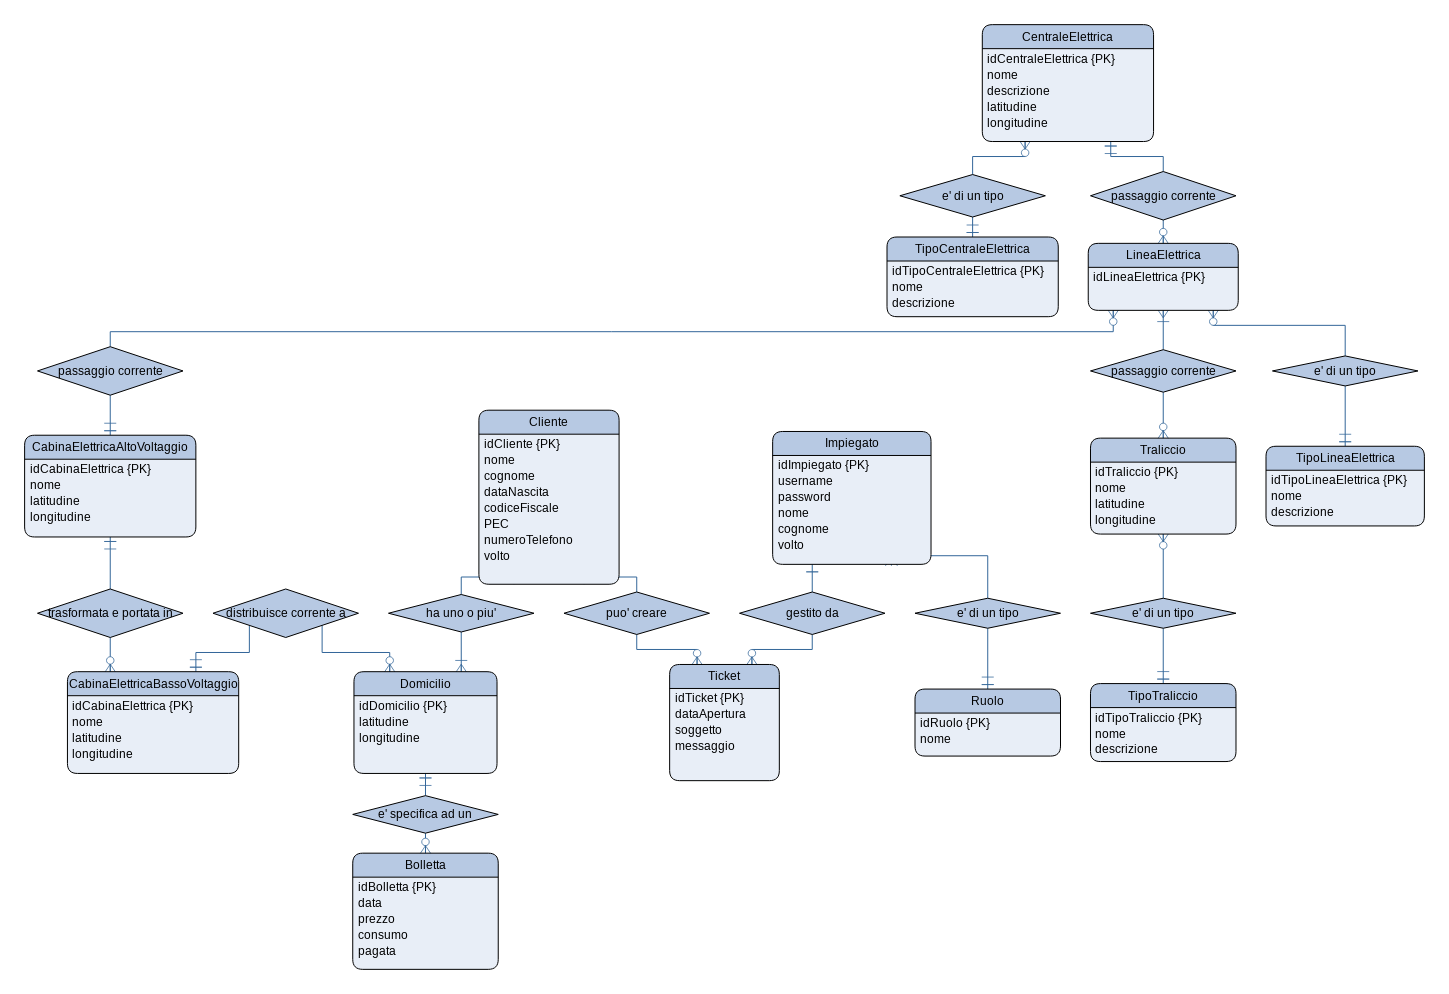 CentraleElettrica
idCentraleElettrica {PK}
nome
descrizione
latitudine
longitudine
e' di un tipo
passaggio corrente
TipoCentraleElettrica
idTipoCentraleElettrica {PK}
nome
descrizione
LineaElettrica
idLineaElettrica {PK}
passaggio corrente
passaggio corrente
e' di un tipo
CabinaElettricaAltoVoltaggio
idCabinaElettrica {PK}
nome
latitudine
longitudine
Cliente
idCliente {PK}
nome
cognome
dataNascita
codiceFiscale
PEC
numeroTelefono
volto
Impiegato
idImpiegato {PK}
username
password
nome
cognome
volto
Traliccio
idTraliccio {PK}
nome
latitudine
longitudine
TipoLineaElettrica
idTipoLineaElettrica {PK}
nome
descrizione
trasformata e portata in
distribuisce corrente a
ha uno o piu'
puo' creare
gestito da
e' di un tipo
e' di un tipo
CabinaElettricaBassoVoltaggio
idCabinaElettrica {PK}
nome
latitudine
longitudine
Domicilio
idDomicilio {PK}
latitudine
longitudine
Ticket
idTicket {PK}
dataApertura
soggetto
messaggio
Ruolo
idRuolo {PK}
nome
TipoTraliccio
idTipoTraliccio {PK}
nome
descrizione
e' specifica ad un
Bolletta
idBolletta {PK}
data
prezzo
consumo
pagata